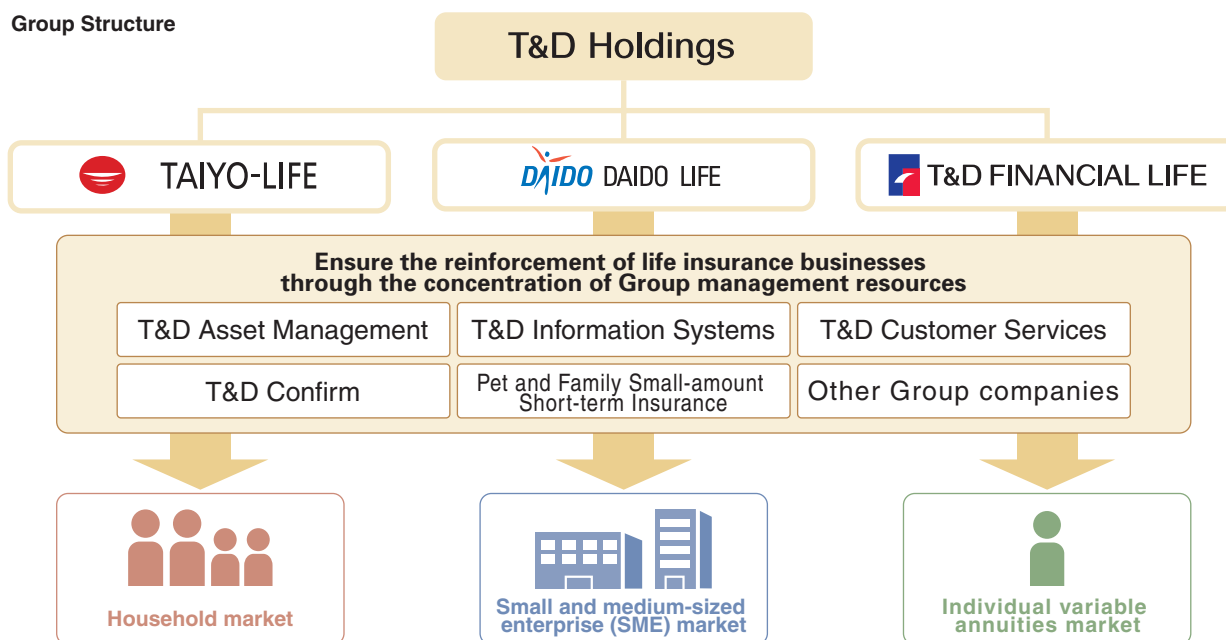 Group Structure
T&D Holdings
TAIYO-LIFE
DAIDO DAIDO LIFE
T&D FINANCIAL LIFE
Ensure the reinforcement of life insurance businesses
through the concentration of Group management resources
T&D Asset Management
T&D Information Systems
T&D Customer Services
T&D Confirm
Pet and Family Small-amount
Short-term Insurance
Other Group companies
Household market
Small and medium-sized
enterprise (SME) market
Individual variable
annuities market